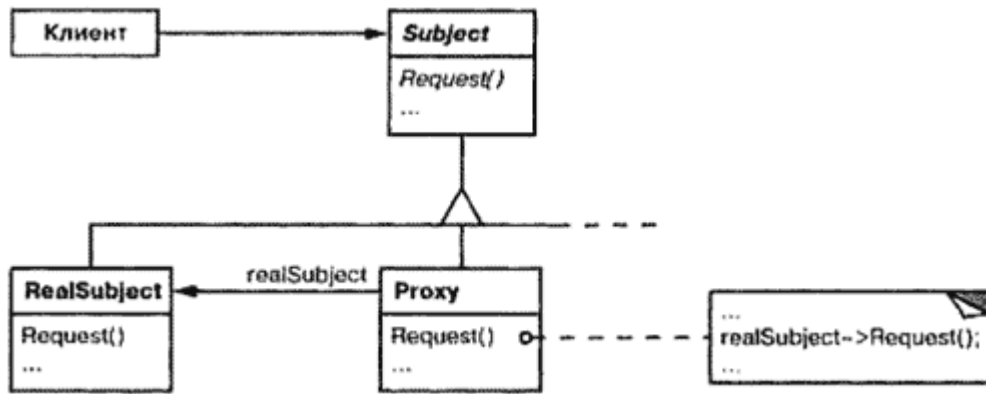 Клиент
Subject
Request()
...
realSubject
RealSubject
Request()
...
Proxy
Request()
...
...
realSubject->Request();
...